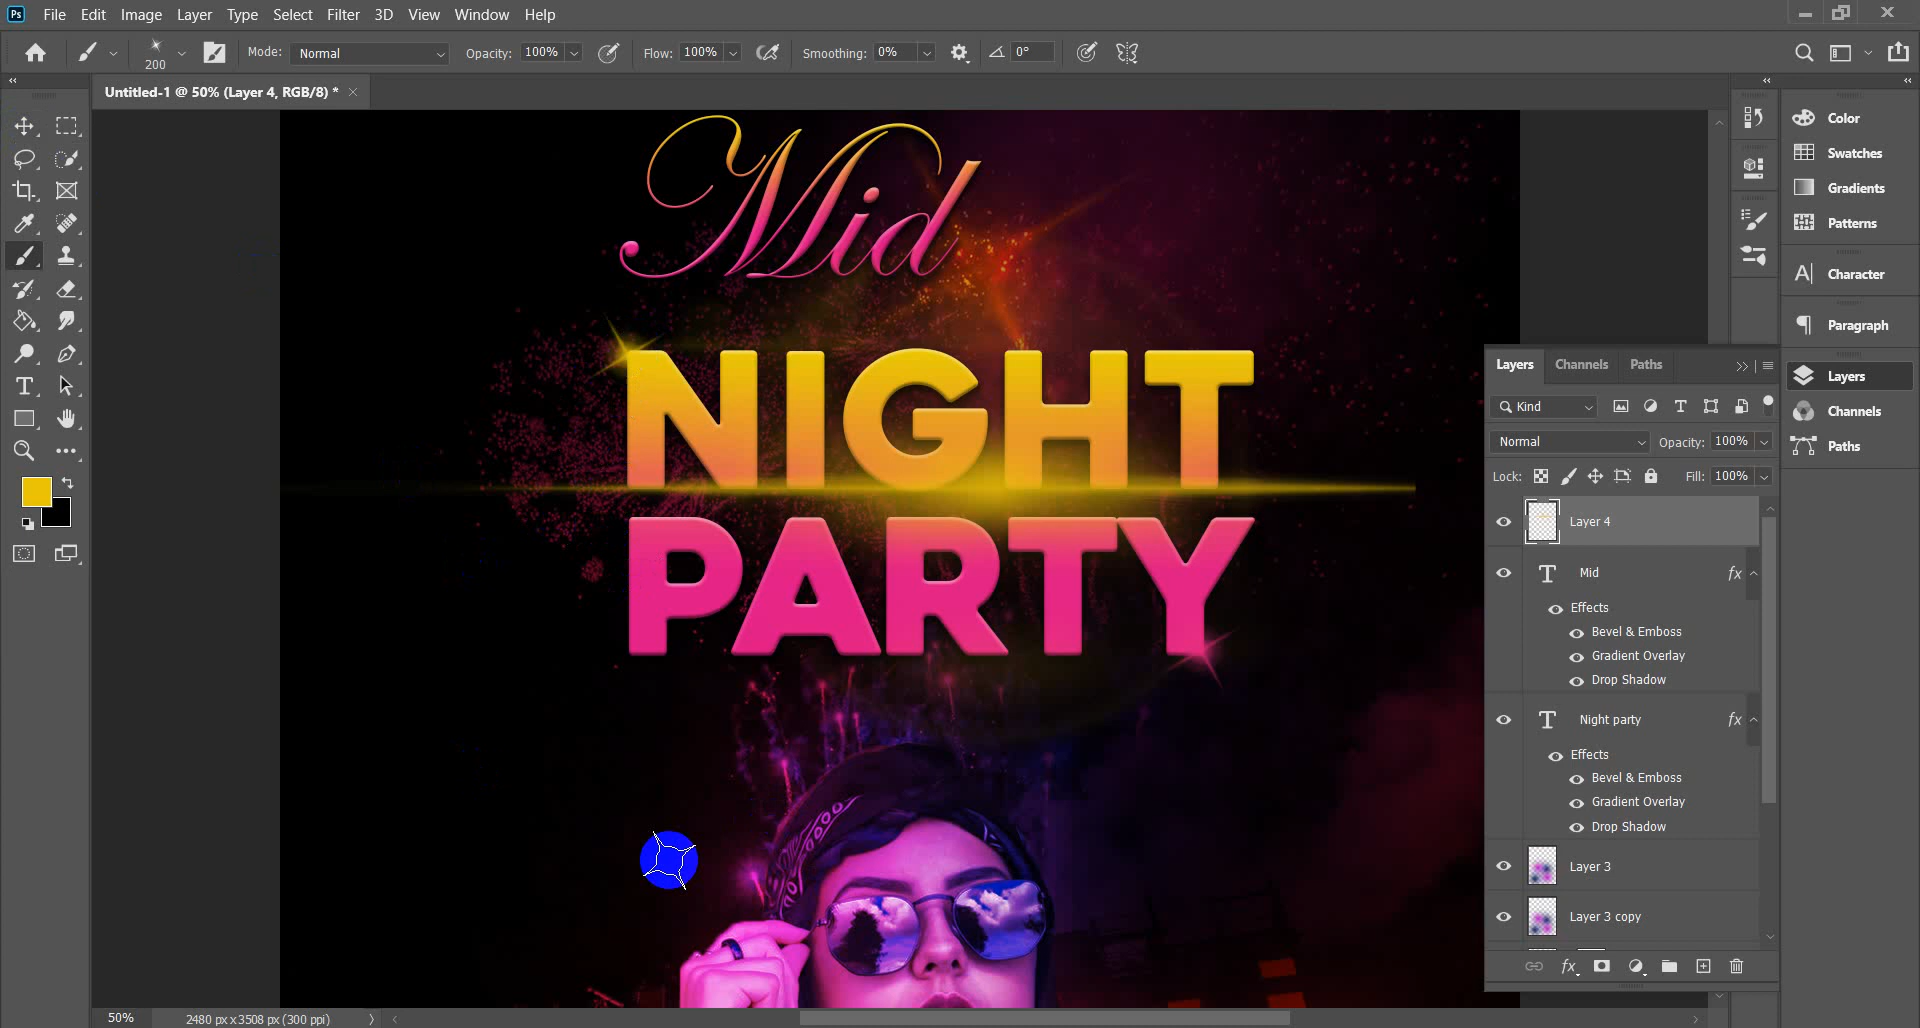 Ps File Edit Image Layer Type Select Filter 3D View Window Help
200 Mode: Normal Opacity: 100% Flow: 100% Smoothing: 0% 0°
Untitled-1 @ 50% (Layer 4, RGB/8) *
Mid
NIGHT
PARTY
Color
Swatches
Gradients
Patterns
Character
Paragraph
Layers
Channels
Paths
Layers Channels Paths
Kind
Normal Opacity: 100%
Lock: Fill: 100%
Layer 4
Mid fx
Effects
Bevel & Emboss
Gradient Overlay
Drop Shadow
Night party fx
Effects
Bevel & Emboss
Gradient Overlay
Drop Shadow
Layer 3
Layer 3 copy
fx
50% 2480 px x 3508 px (300 ppi)